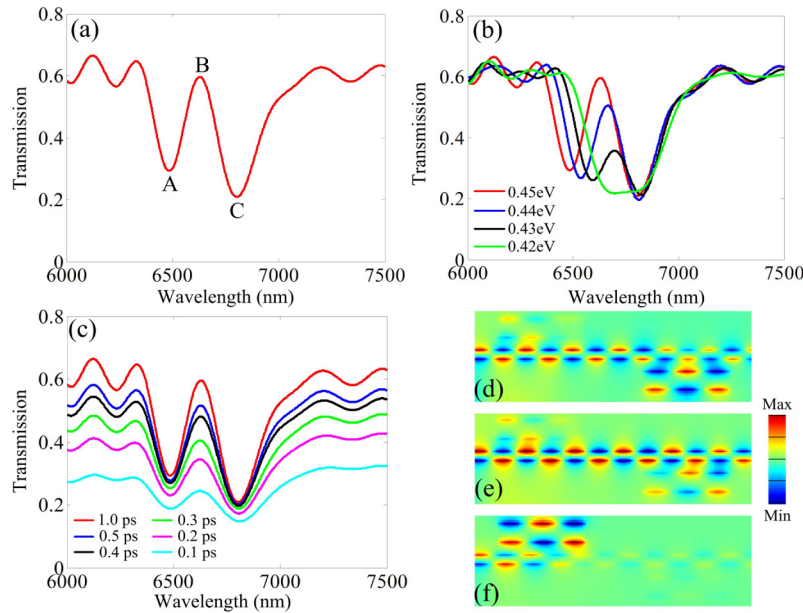 (a)
0.8
0.6
0.4
0.2
0
B
A
C
Transmission
6000 6500 7000 7500
Wavelength (nm)
(b)
0.8
0.6
0.4
0.2
0
Transmission
0.45eV
0.44eV
0.43eV
0.42eV
6000 6500 7000 7500
Wavelength (nm)
(c)
0.8
0.6
0.4
0.2
0
Transmission
1.0 ps 0.3 ps
0.5 ps 0.2 ps
0.4 ps 0.1 ps
6000 6500 7000 7500
Wavelength (nm)
(d)
(e)
(f)
Max
Min